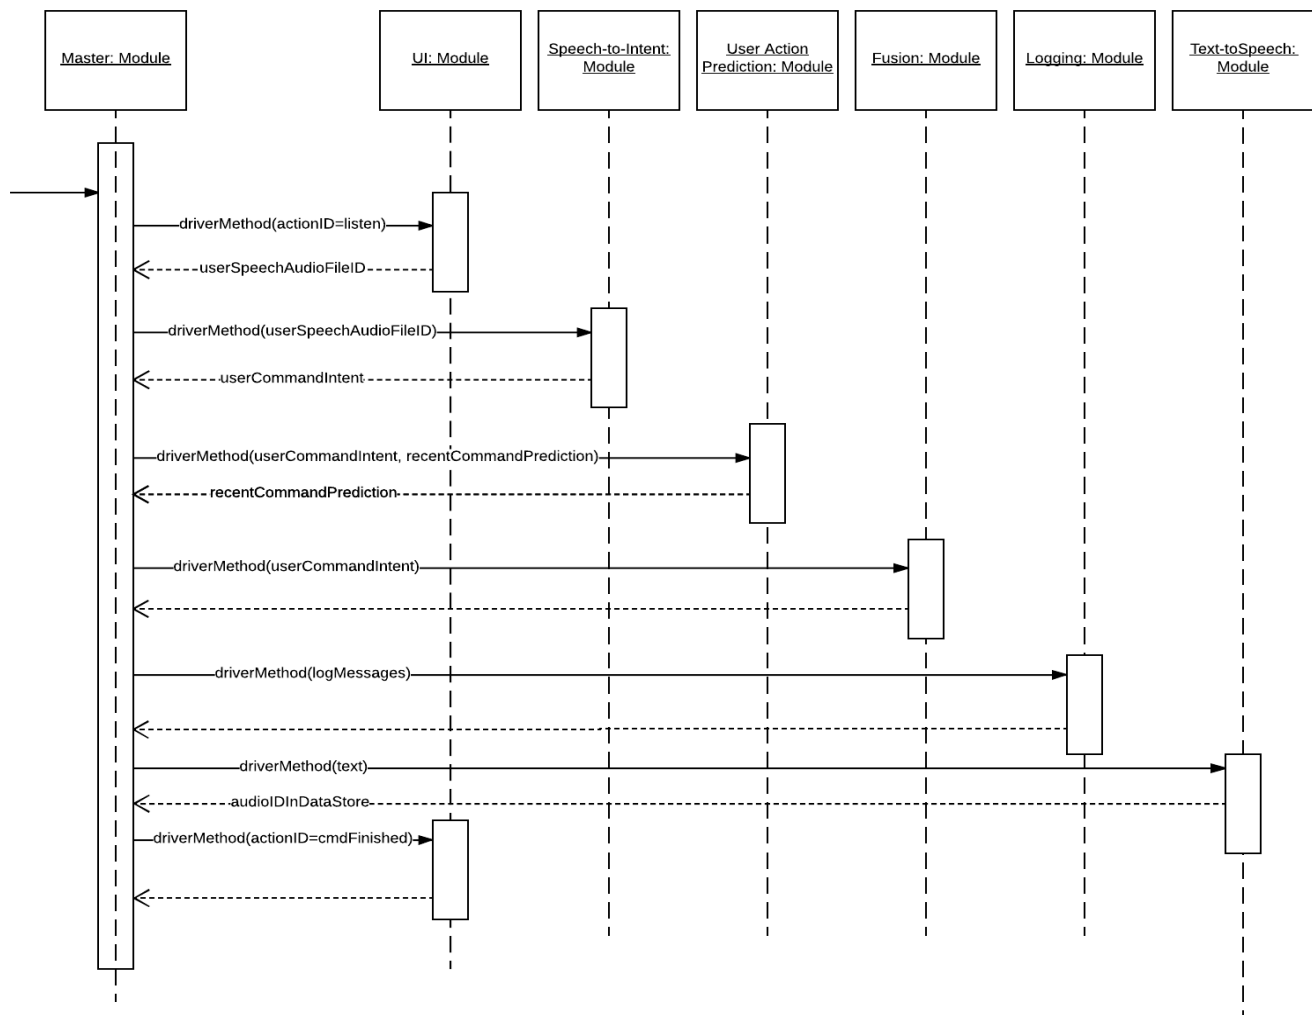 Master: Module
UI: Module
Speech-to-Intent:
Module
User Action
Prediction: Module
Fusion: Module
Logging: Module
Text-toSpeech:
Module
driverMethod(actionID=listen)
userSpeechAudioFileID
driverMethod(userSpeechAudioFileID)
userCommandIntent
driverMethod(userCommandIntent, recentCommandPrediction)
recentCommandPrediction
driverMethod(userCommandIntent)
driverMethod(logMessages)
driverMethod(text)
audioIDInDataStore
driverMethod(actionID=cmdFinished)